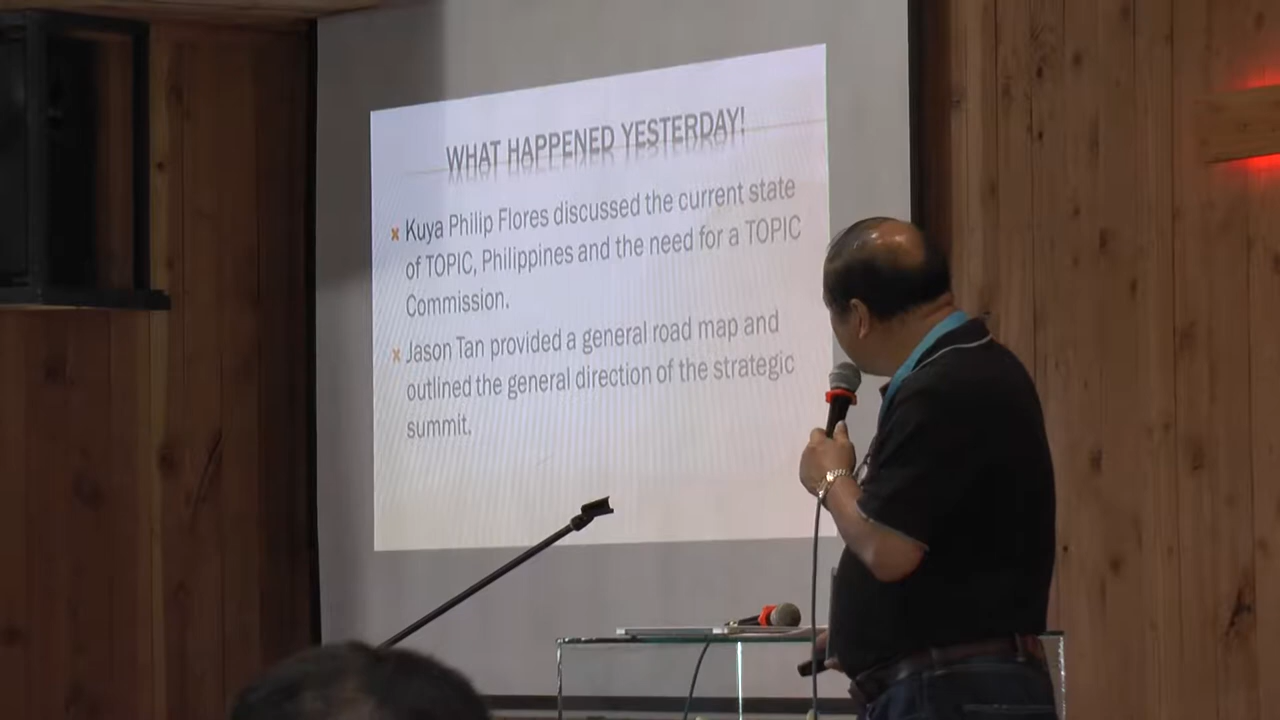 WHAT HAPPENED YESTERDAY!
Kuya Philip Flores discussed the current state
of TOPIC, Philippines and the need for a TOPIC
Commission.
Jason Tan provided a general road map and
outlined the general direction of the strategic
summit.